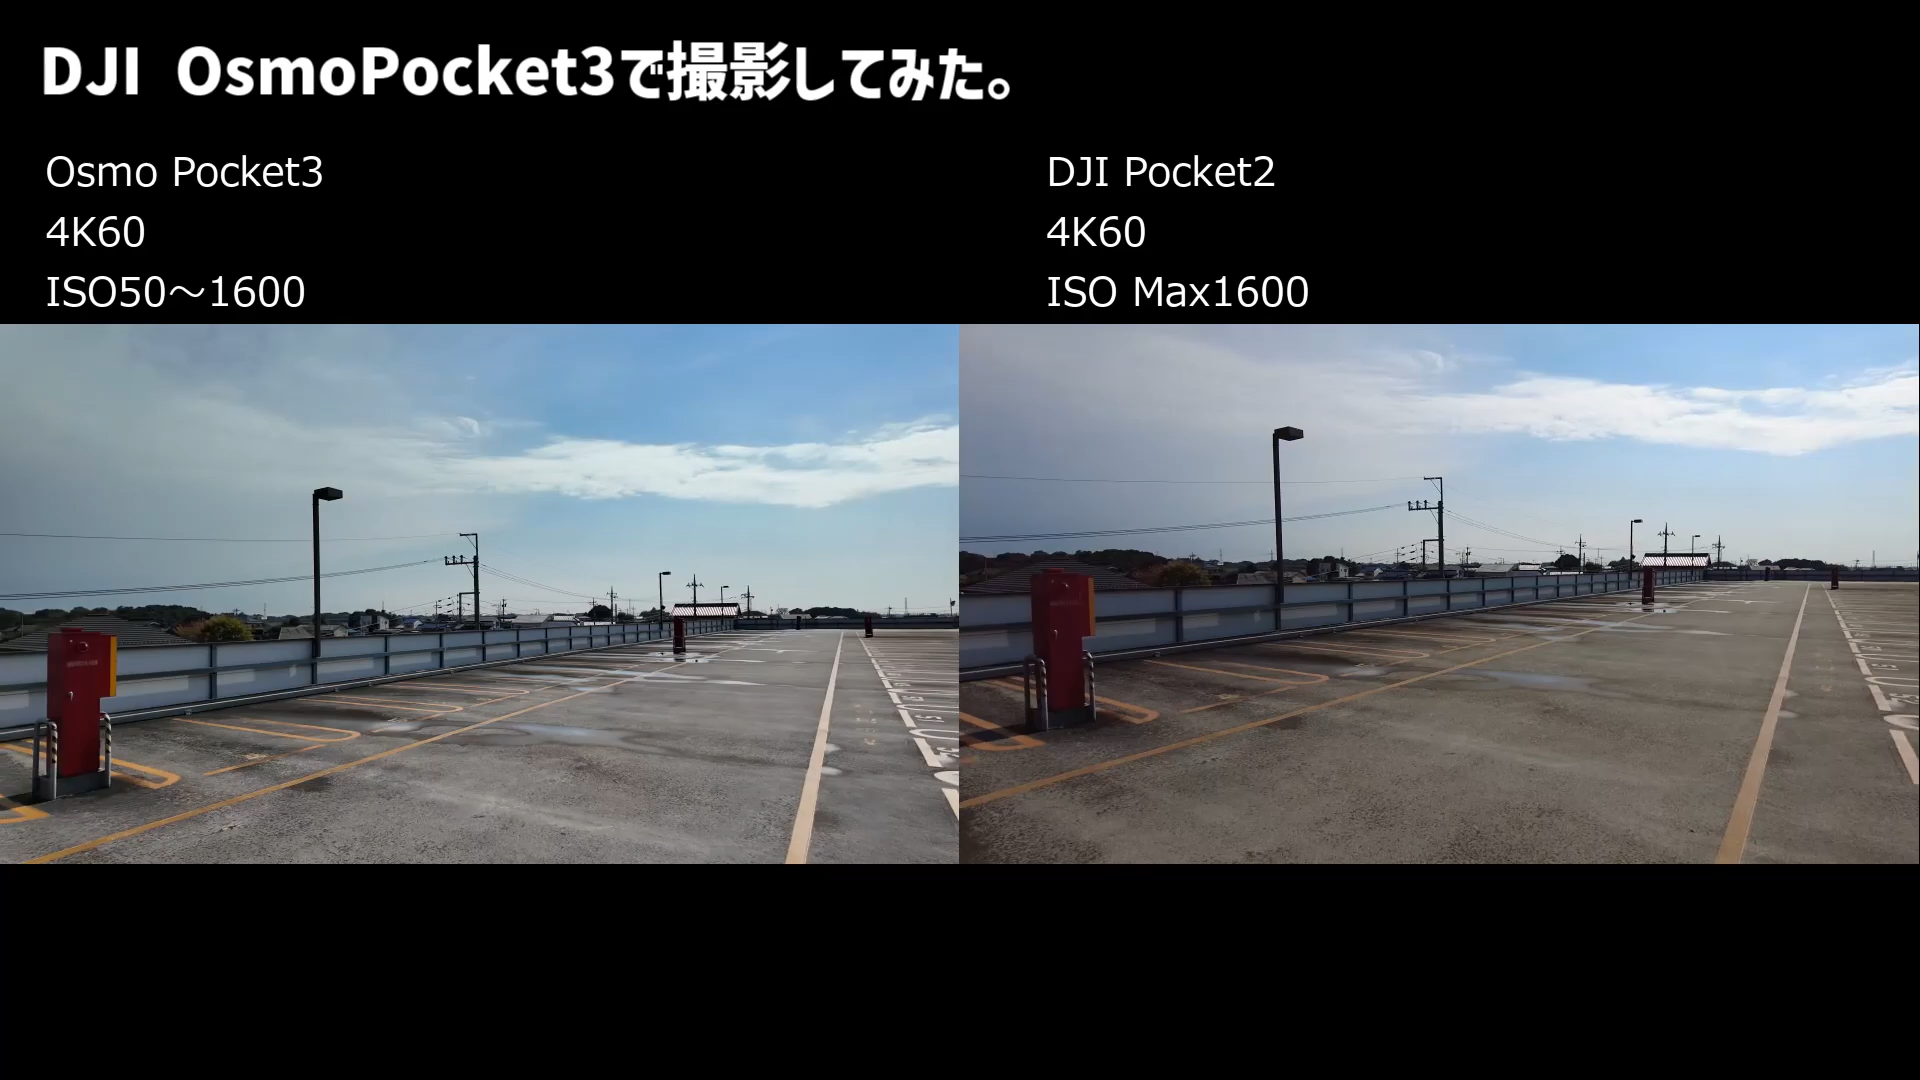 DJI OsmoPocket3で撮影してみた。
Osmo Pocket3
4K60
ISO50～1600
DJI Pocket2
4K60
ISO Max1600